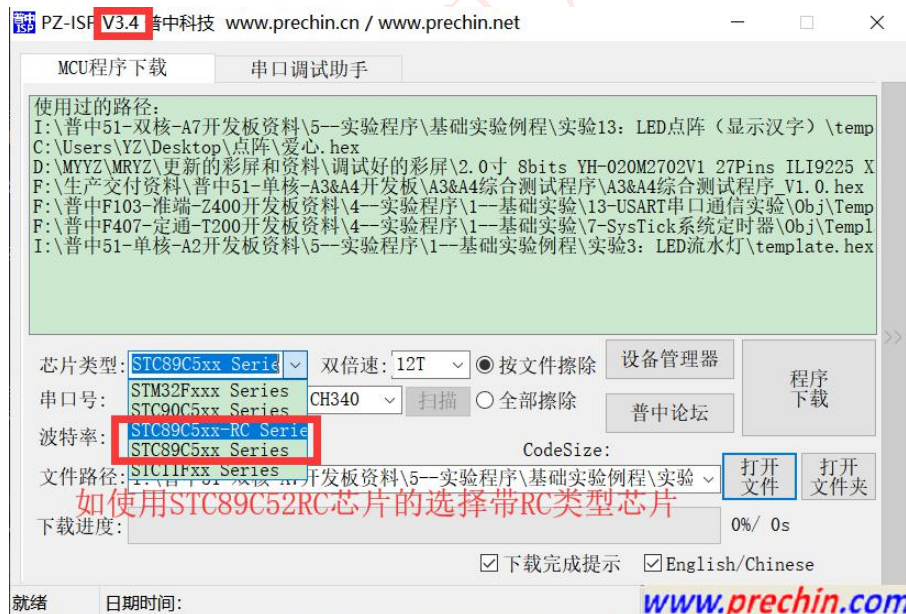 PZ-ISP V3.4 普中科技 www.prechin.cn / www.prechin.net
MCU程序下载 串口调试助手
使用过的路径:
I:\普中51-双核-A7开发板资料\5--实验程序\基础实验例程\实验13: LED点阵（显示汉字）\temp
C:\Users\YZ\Desktop\点阵\爱心.hex
D:\MYYZ\MRYZ\更新的彩屏和资料\调试好的彩屏\2.0寸 8bits YH-020M2702V1 27Pins ILI9225 X
F:\生产交付资料\普中51-单核-A3&A4开发板\A3&A4综合测试程序\A3&A4综合测试程序_V1.0.hex
F:\普中F103-准端-Z400开发板资料\4--实验程序\1--基础实验\13-USART串口通信实验\Obj\Temp
F:\普中F407-定通-T200开发板资料\4--实验程序\1--基础实验\7-SysTick系统定时器\Obj\Templ
I:\普中51-单核-A2开发板资料\5--实验程序\1--基础实验例程\实验3: LED流水灯\template.hex
>>
芯片类型: STC89C5xx Serie 双倍速: 12T 按文件擦除 设备管理器
STM32Fxxx Series
串口号: CH340 扫描 全部擦除 普中论坛 程序下载
STC90C5xx Series
STC89C5xx-RC Serie
波特率:
STC89C5xx Series CodeSize:
STC11Fxx Series
文件路径: 开发板资料\5--实验程序\基础实验例程\实验 打开文件 打开文件夹
如使用STC89C52RC芯片的选择带RC类型芯片
下载进度: 0%/ 0s
下载完成提示 English/Chinese
就绪 日期时间: www.prechin.com